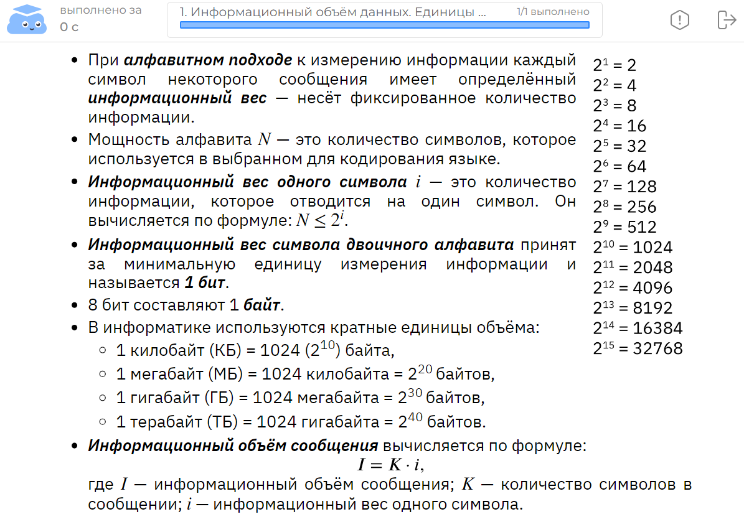 выполнено за
0 с
1. Информационный объём данных. Единицы ...
1/1 выполнено
• При алфавитном подходе к измерению информации каждый
символ некоторого сообщения имеет определённый
информационный вес — несёт фиксированное количество
информации.
• Мощность алфавита N — это количество символов, которое
используется в выбранном для кодирования языке.
• Информационный вес одного символа i — это количество
информации, которое отводится на один символ. Он
вычисляется по формуле: N ≤ 2^i.
• Информационный вес символа двоичного алфавита принят
за минимальную единицу измерения информации и
называется 1 бит.
• 8 бит составляют 1 байт.
• В информатике используются кратные единицы объёма:
◦ 1 килобайт (КБ) = 1024 (2^10) байта,
◦ 1 мегабайт (МБ) = 1024 килобайта = 2^20 байтов,
◦ 1 гигабайт (ГБ) = 1024 мегабайта = 2^30 байтов,
◦ 1 терабайт (ТБ) = 1024 гигабайта = 2^40 байтов.
• Информационный объём сообщения вычисляется по формуле:
I = K · i,
где I — информационный объём сообщения; K — количество символов в
сообщении; i — информационный вес одного символа.
2^1 = 2
2^2 = 4
2^3 = 8
2^4 = 16
2^5 = 32
2^6 = 64
2^7 = 128
2^8 = 256
2^9 = 512
2^10 = 1024
2^11 = 2048
2^12 = 4096
2^13 = 8192
2^14 = 16384
2^15 = 32768